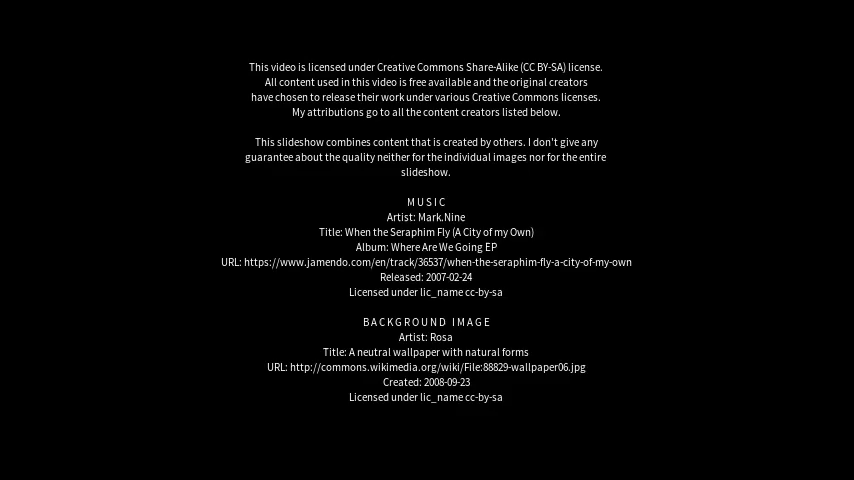 This video is licensed under Creative Commons Share-Alike (CC BY-SA) license.
All content used in this video is free available and the original creators
have chosen to release their work under various Creative Commons licenses.
My attributions go to all the content creators listed below.
This slideshow combines content that is created by others. I don't give any
guarantee about the quality neither for the individual images nor for the entire
slideshow.
MUSIC
Artist: Mark.Nine
Title: When the Seraphim Fly (A City of my Own)
Album: Where Are We Going EP
URL: https://www.jamendo.com/en/track/36537/when-the-seraphim-fly-a-city-of-my-own
Released: 2007-02-24
Licensed under lic_name cc-by-sa
BACKGROUND IMAGE
Artist: Rosa
Title: A neutral wallpaper with natural forms
URL: http://commons.wikimedia.org/wiki/File:88829-wallpaper06.jpg
Created: 2008-09-23
Licensed under lic_name cc-by-sa